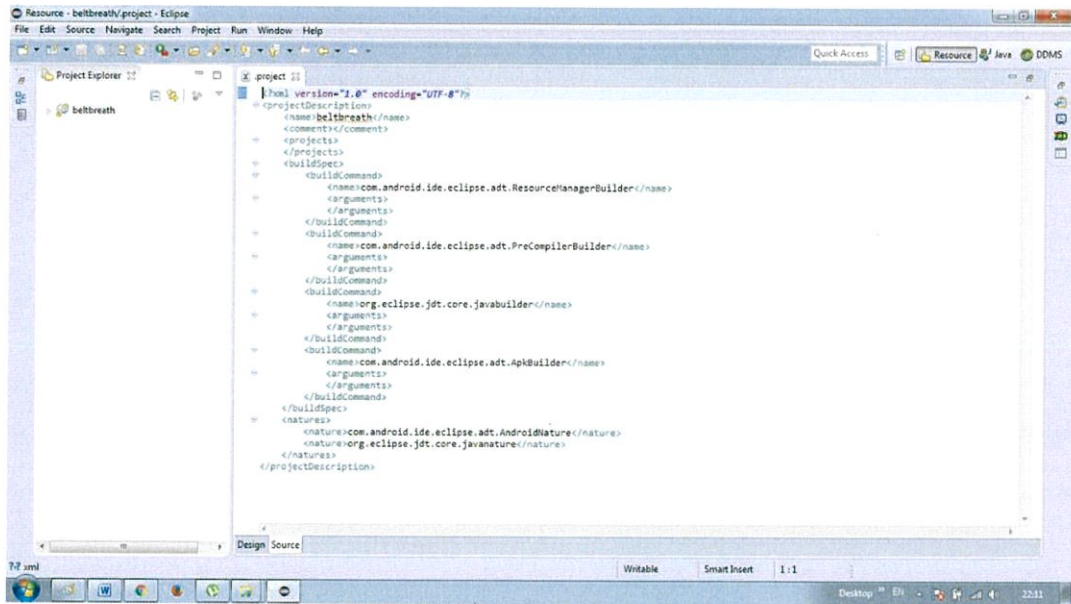 Resource - beltbreath/.project - Eclipse
File Edit Source Navigate Search Project Run Window Help
Quick Access Resource Java DDMS
Project Explorer
.project
beltbreath
<?xml version="1.0" encoding="UTF-8"?>
<projectDescription>
<name>beltbreath</name>
<comment></comment>
<projects>
</projects>
<buildSpec>
<buildCommand>
<name>com.android.ide.eclipse.adt.ResourceManagerBuilder</name>
<arguments>
</arguments>
</buildCommand>
<buildCommand>
<name>com.android.ide.eclipse.adt.PreCompilerBuilder</name>
<arguments>
</arguments>
</buildCommand>
<buildCommand>
<name>org.eclipse.jdt.core.javabuilder</name>
<arguments>
</arguments>
</buildCommand>
<buildCommand>
<name>com.android.ide.eclipse.adt.ApkBuilder</name>
<arguments>
</arguments>
</buildCommand>
</buildSpec>
<natures>
<nature>com.android.ide.eclipse.adt.AndroidNature</nature>
<nature>org.eclipse.jdt.core.javanature</nature>
</natures>
</projectDescription>
Design Source
?-? xml
Writable Smart Insert 1:1
Desktop EN 22:11